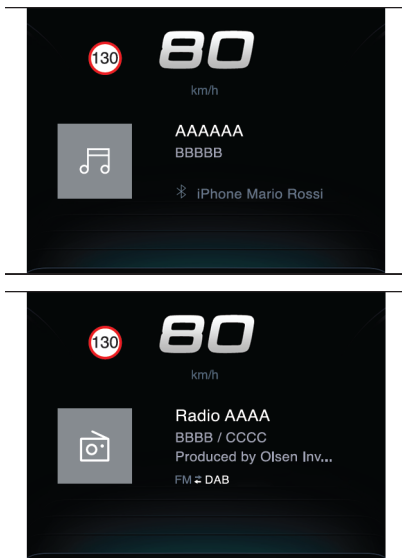 130
80
km/h
AAAAAA
BBBBB
iPhone Mario Rossi
130
80
km/h
Radio AAAA
BBBB / CCCC
Produced by Olsen Inv...
FM ⇄ DAB